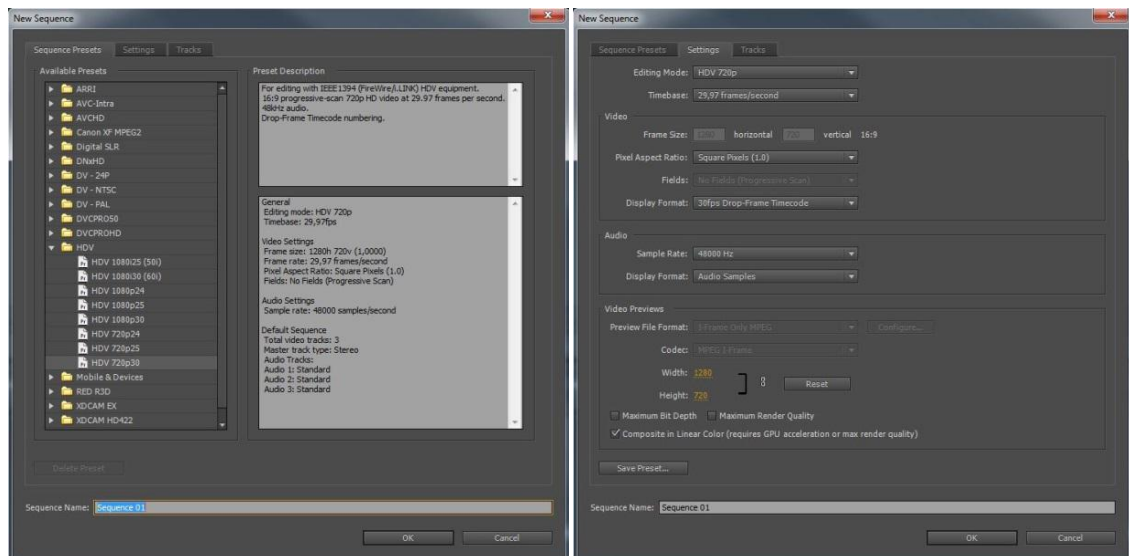 New Sequence
Sequence Presets Settings Tracks
Available Presets
ARRI
AVC-Intra
AVCHD
Canon XF MPEG2
Digital SLR
DNxHD
DV - 24P
DV - NTSC
DV - PAL
DVCPRO50
DVCPROHD
HDV
HDV 1080i25 (50i)
HDV 1080i30 (60i)
HDV 1080p24
HDV 1080p25
HDV 1080p30
HDV 720p24
HDV 720p25
HDV 720p30
Mobile & Devices
RED R3D
XDCAM EX
XDCAM HD422
Preset Description
For editing with IEEE1394 (FireWire/i.LINK) HDV equipment.
16:9 progressive-scan 720p HD video at 29.97 frames per second.
48kHz audio.
Drop-Frame Timecode numbering.
General
Editing mode: HDV 720p
Timebase: 29,97fps
Video Settings
Frame size: 1280h 720v (1,0000)
Frame rate: 29,97 frames/second
Pixel Aspect Ratio: Square Pixels (1.0)
Fields: No Fields (Progressive Scan)
Audio Settings
Sample rate: 48000 samples/second
Default Sequence
Total video tracks: 3
Master track type: Stereo
Audio Tracks:
Audio 1: Standard
Audio 2: Standard
Audio 3: Standard
Delete Preset
Sequence Name: Sequence 01
OK Cancel
New Sequence
Sequence Presets Settings Tracks
Editing Mode: HDV 720p
Timebase: 29,97 frames/second
Video
Frame Size: 1280 horizontal 720 vertical 16:9
Pixel Aspect Ratio: Square Pixels (1.0)
Fields: No Fields (Progressive Scan)
Display Format: 30fps Drop-Frame Timecode
Audio
Sample Rate: 48000 Hz
Display Format: Audio Samples
Video Previews
Preview File Format: I-Frame Only MPEG Configure...
Codec: MPEG I-Frame
Width: 1280
Height: 720
Reset
Maximum Bit Depth Maximum Render Quality
Composite in Linear Color (requires GPU acceleration or max render quality)
Save Preset...
Sequence Name: Sequence 01
OK Cancel